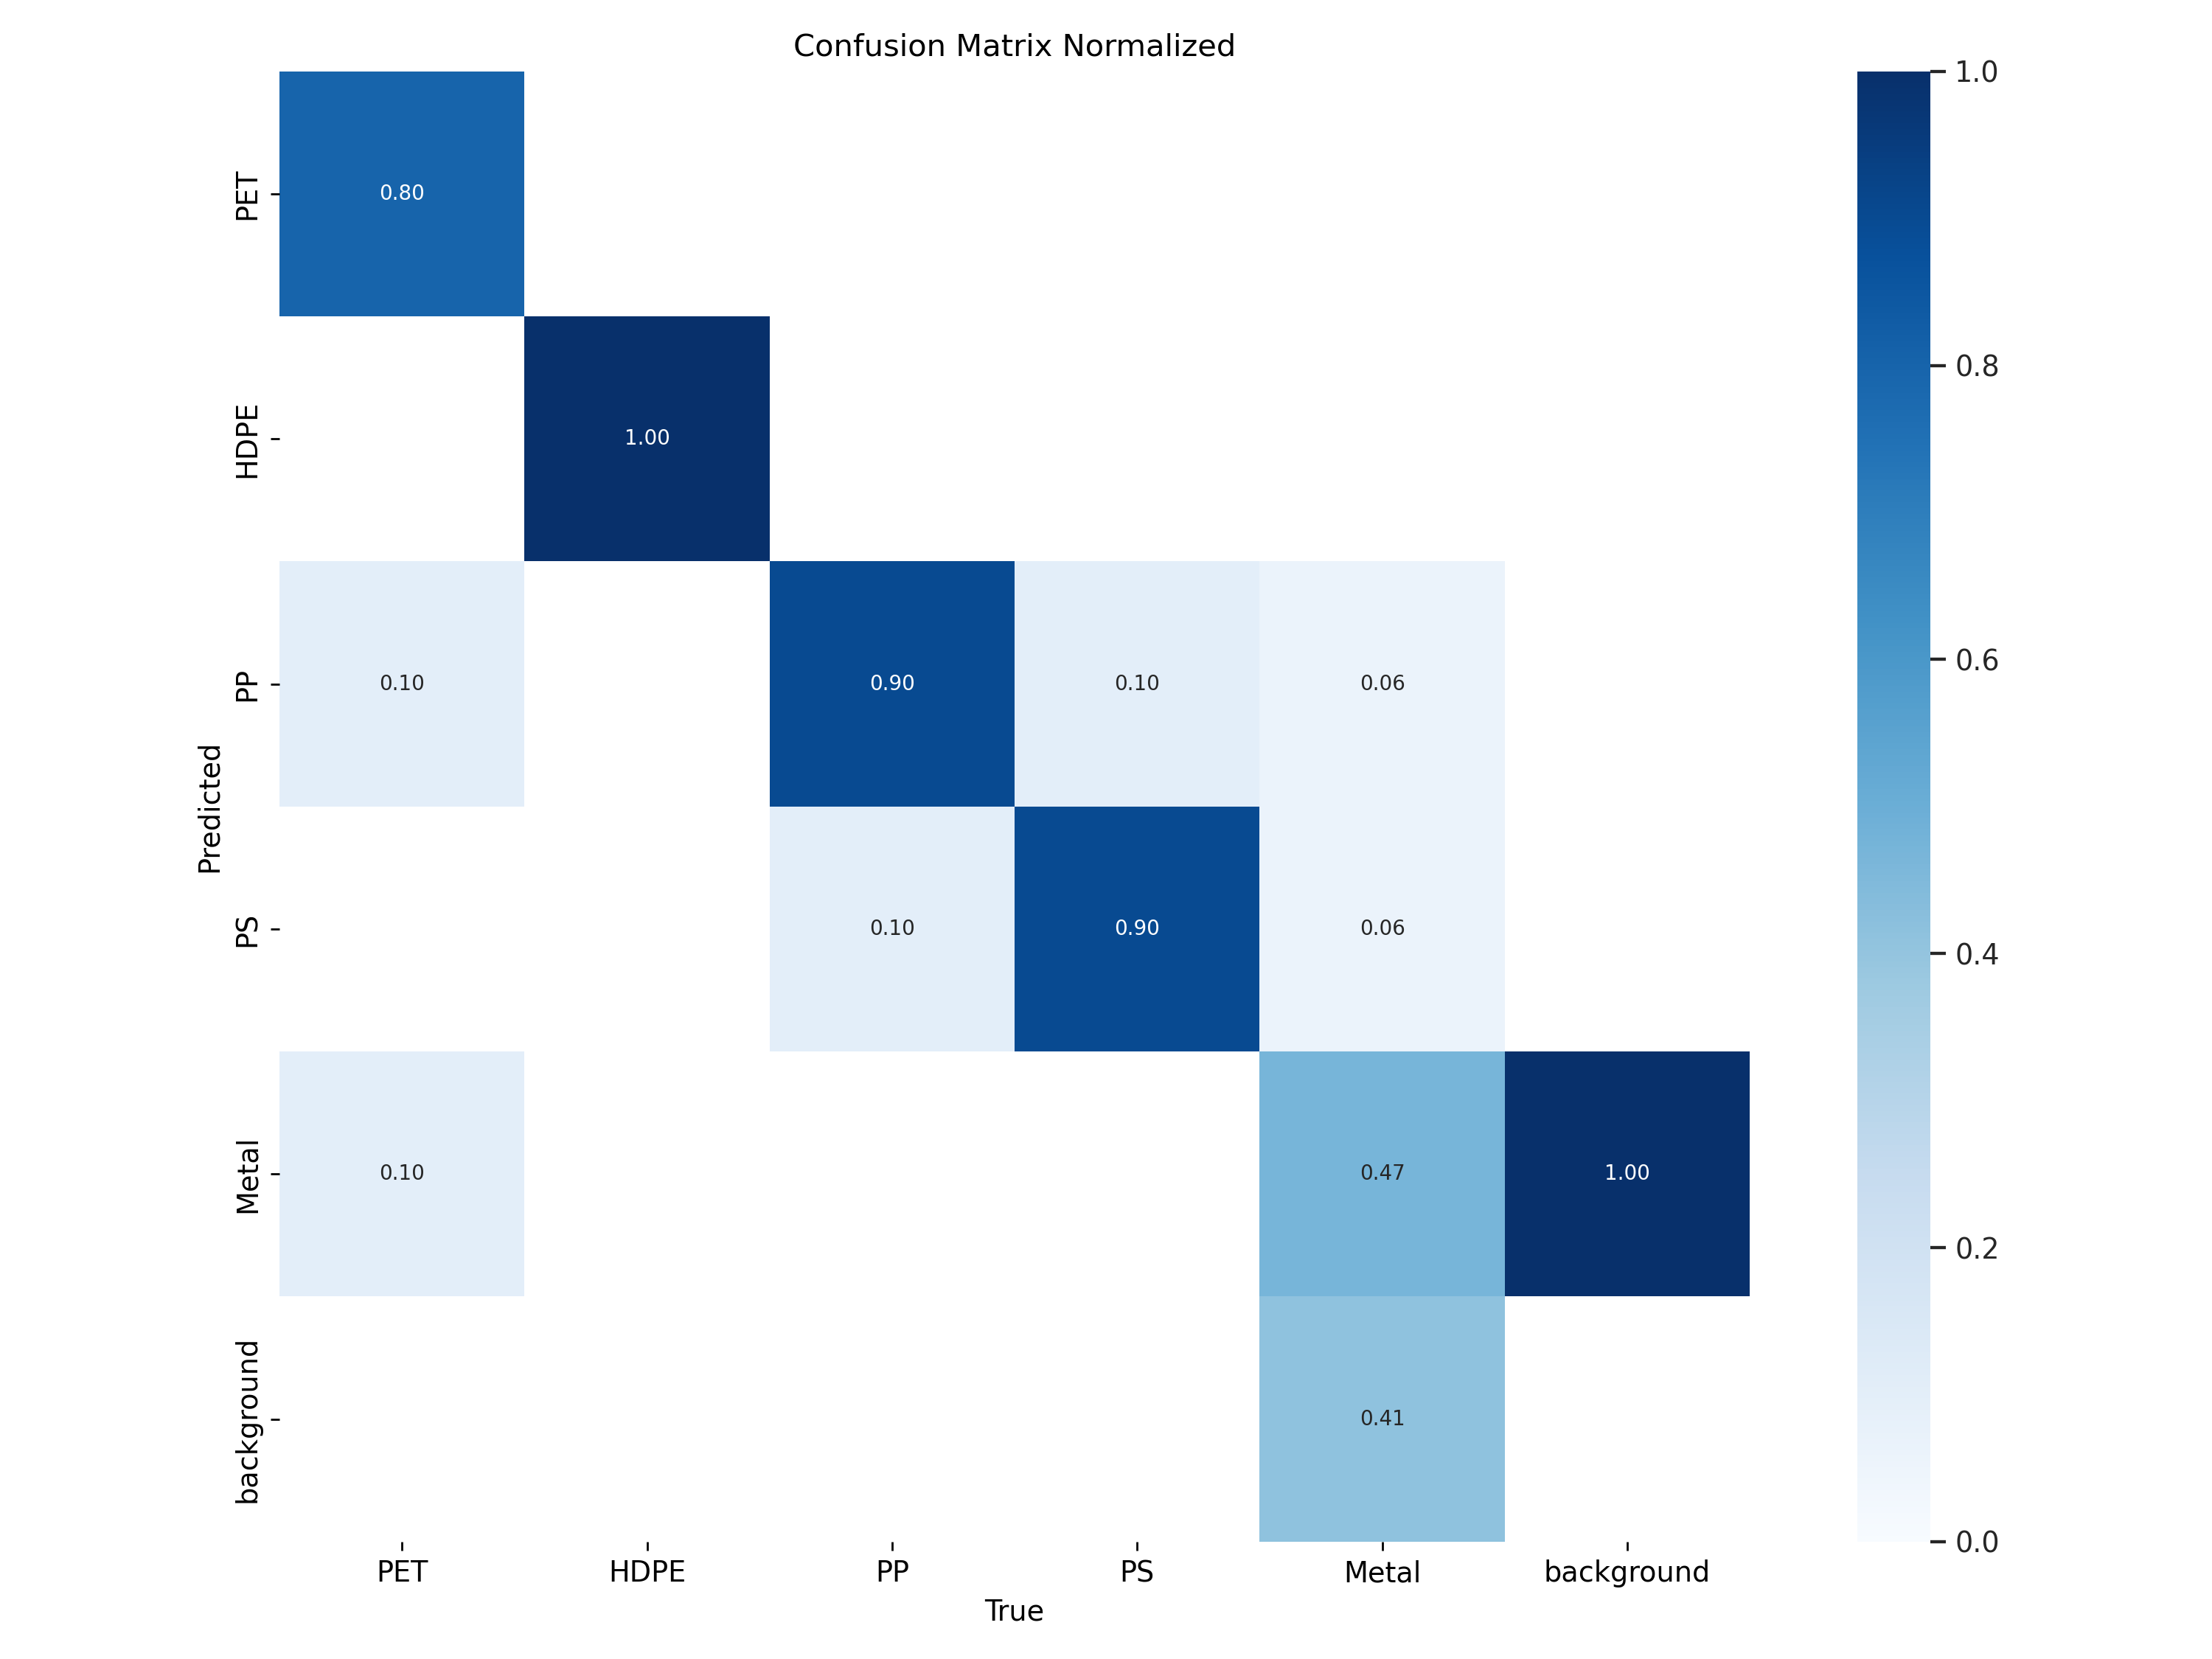 Confusion Matrix Normalized
PET
0.80
HDPE
1.00
PP
0.10
0.90
0.10
0.06
PS
0.10
0.90
0.06
Metal
0.10
0.47
1.00
background
0.41
Predicted
PET
HDPE
PP
PS
Metal
background
True
1.0
0.8
0.6
0.4
0.2
0.0